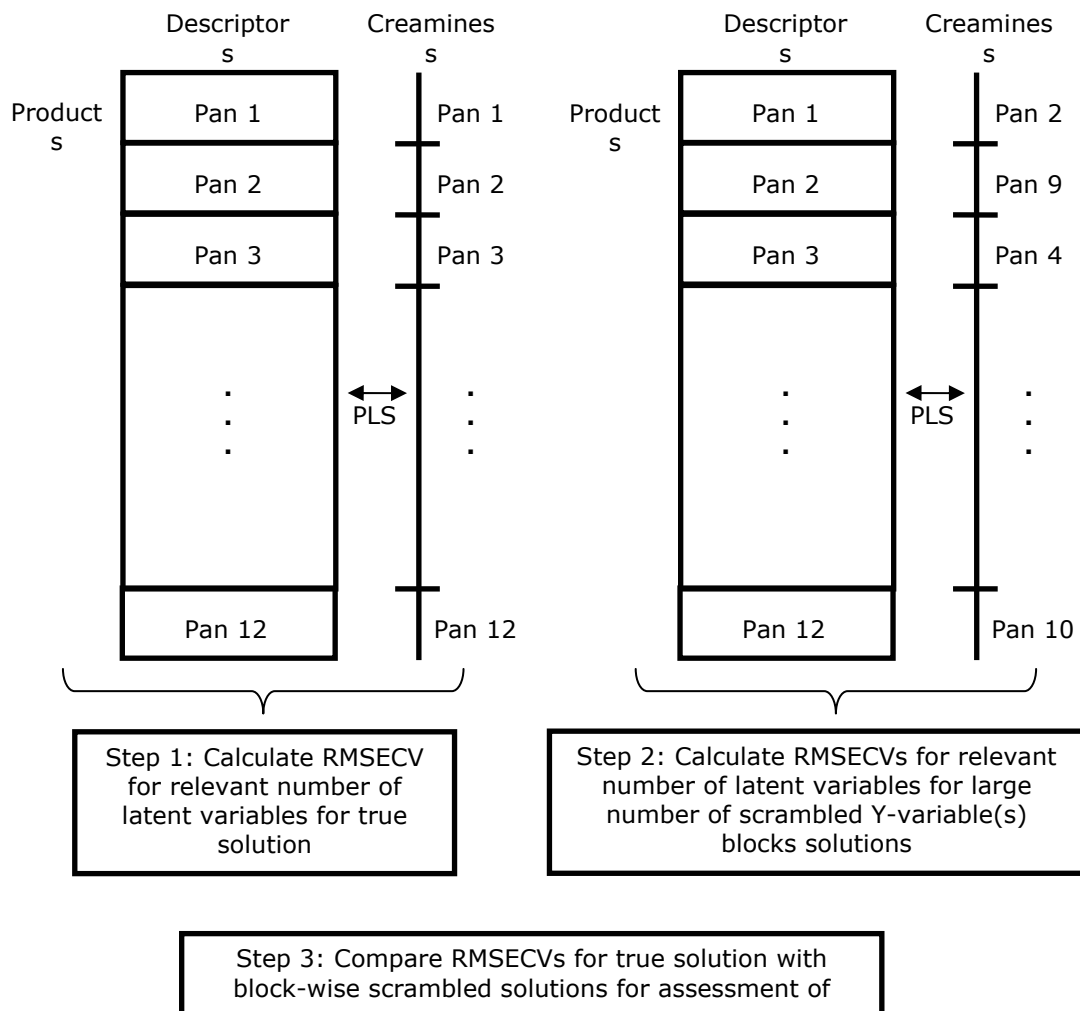 Descriptor
s
Creamines
s
Product
s
Pan 1
Pan 1
Pan 2
Pan 2
Pan 3
Pan 3
.
.
.
PLS
.
.
.
Pan 12
Pan 12
Step 1: Calculate RMSECV
for relevant number of
latent variables for true
solution
Descriptor
s
Creamines
s
Product
s
Pan 1
Pan 2
Pan 2
Pan 9
Pan 3
Pan 4
.
.
.
PLS
.
.
.
Pan 12
Pan 10
Step 2: Calculate RMSECVs for relevant
number of latent variables for large
number of scrambled Y-variable(s)
blocks solutions
Step 3: Compare RMSECVs for true solution with
block-wise scrambled solutions for assessment of